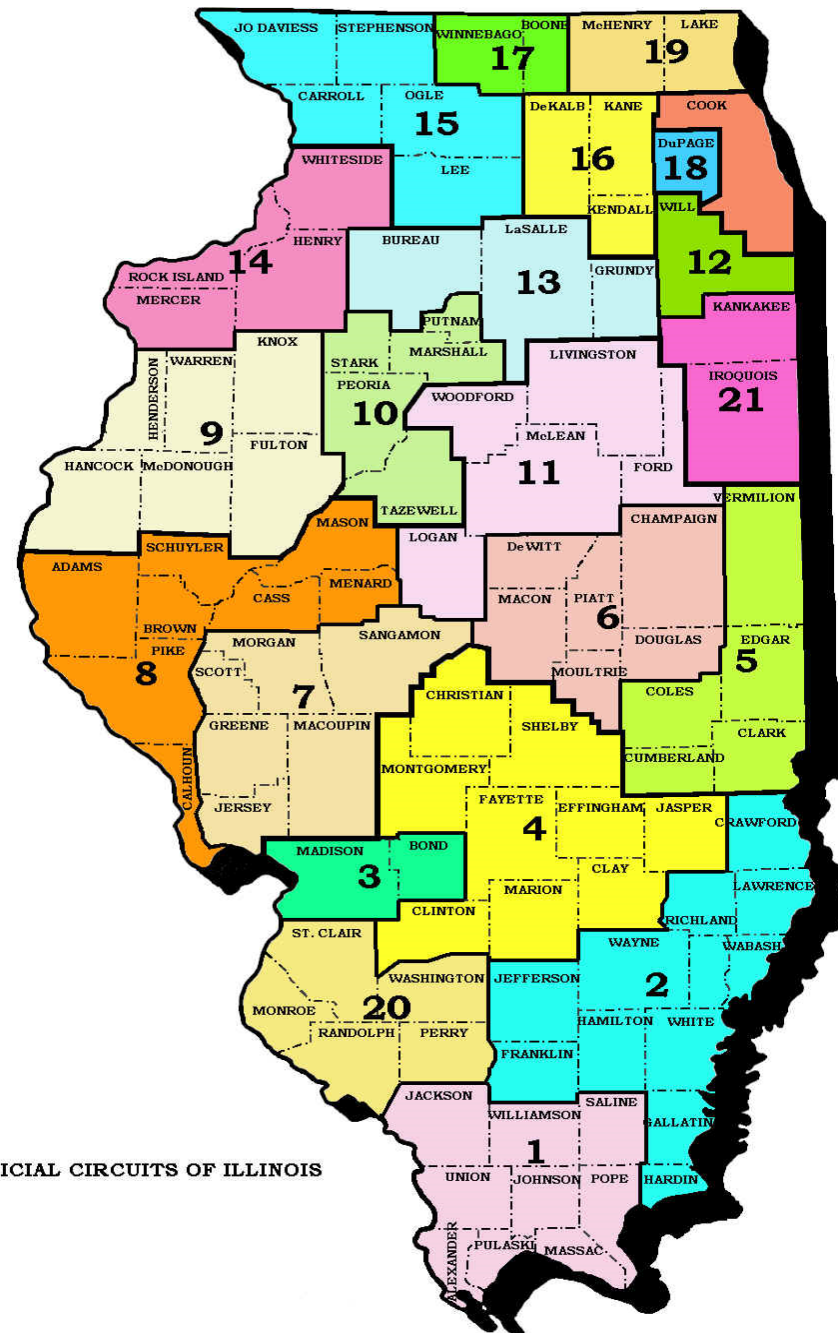 JO DAVIESS
STEPHENSON
WINNEBAGO
BOONE
McHENRY
LAKE
17
19
CARROLL
OGLE
15
DeKALB
KANE
16
COOK
DuPAGE
18
WHITESIDE
LEE
KENDALL
WILL
12
HENRY
14
ROCK ISLAND
MERCER
BUREAU
LaSALLE
13
GRUNDY
KANKAKEE
PUTNAM
KNOX
WARREN
HENDERSON
9
STARK
MARSHALL
PEORIA
10
LIVINGSTON
IROQUOIS
21
WOODFORD
McLEAN
11
FORD
HANCOCK
McDONOUGH
FULTON
TAZEWELL
VERMILION
MASON
LOGAN
CHAMPAIGN
ADAMS
SCHUYLER
CASS
MENARD
DeWITT
MACON
PIATT
6
BROWN
PIKE
8
MORGAN
SANGAMON
DOUGLAS
EDGAR
5
SCOTT
7
MOULTRIE
COLES
GREENE
MACOUPIN
CHRISTIAN
SHELBY
CLARK
CUMBERLAND
CALHOUN
JERSEY
MONTGOMERY
FAYETTE
4
EFFINGHAM
JASPER
CRAWFORD
MADISON
3
BOND
CLAY
LAWRENCE
MARION
CLINTON
RICHLAND
ST. CLAIR
WAYNE
WABASH
WASHINGTON
20
JEFFERSON
2
MONROE
RANDOLPH
PERRY
HAMILTON
WHITE
FRANKLIN
JACKSON
WILLIAMSON
SALINE
GALLATIN
1
ICIAL CIRCUITS OF ILLINOIS
UNION
JOHNSON
POPE
HARDIN
ALEXANDER
PULASKI
MASSAC